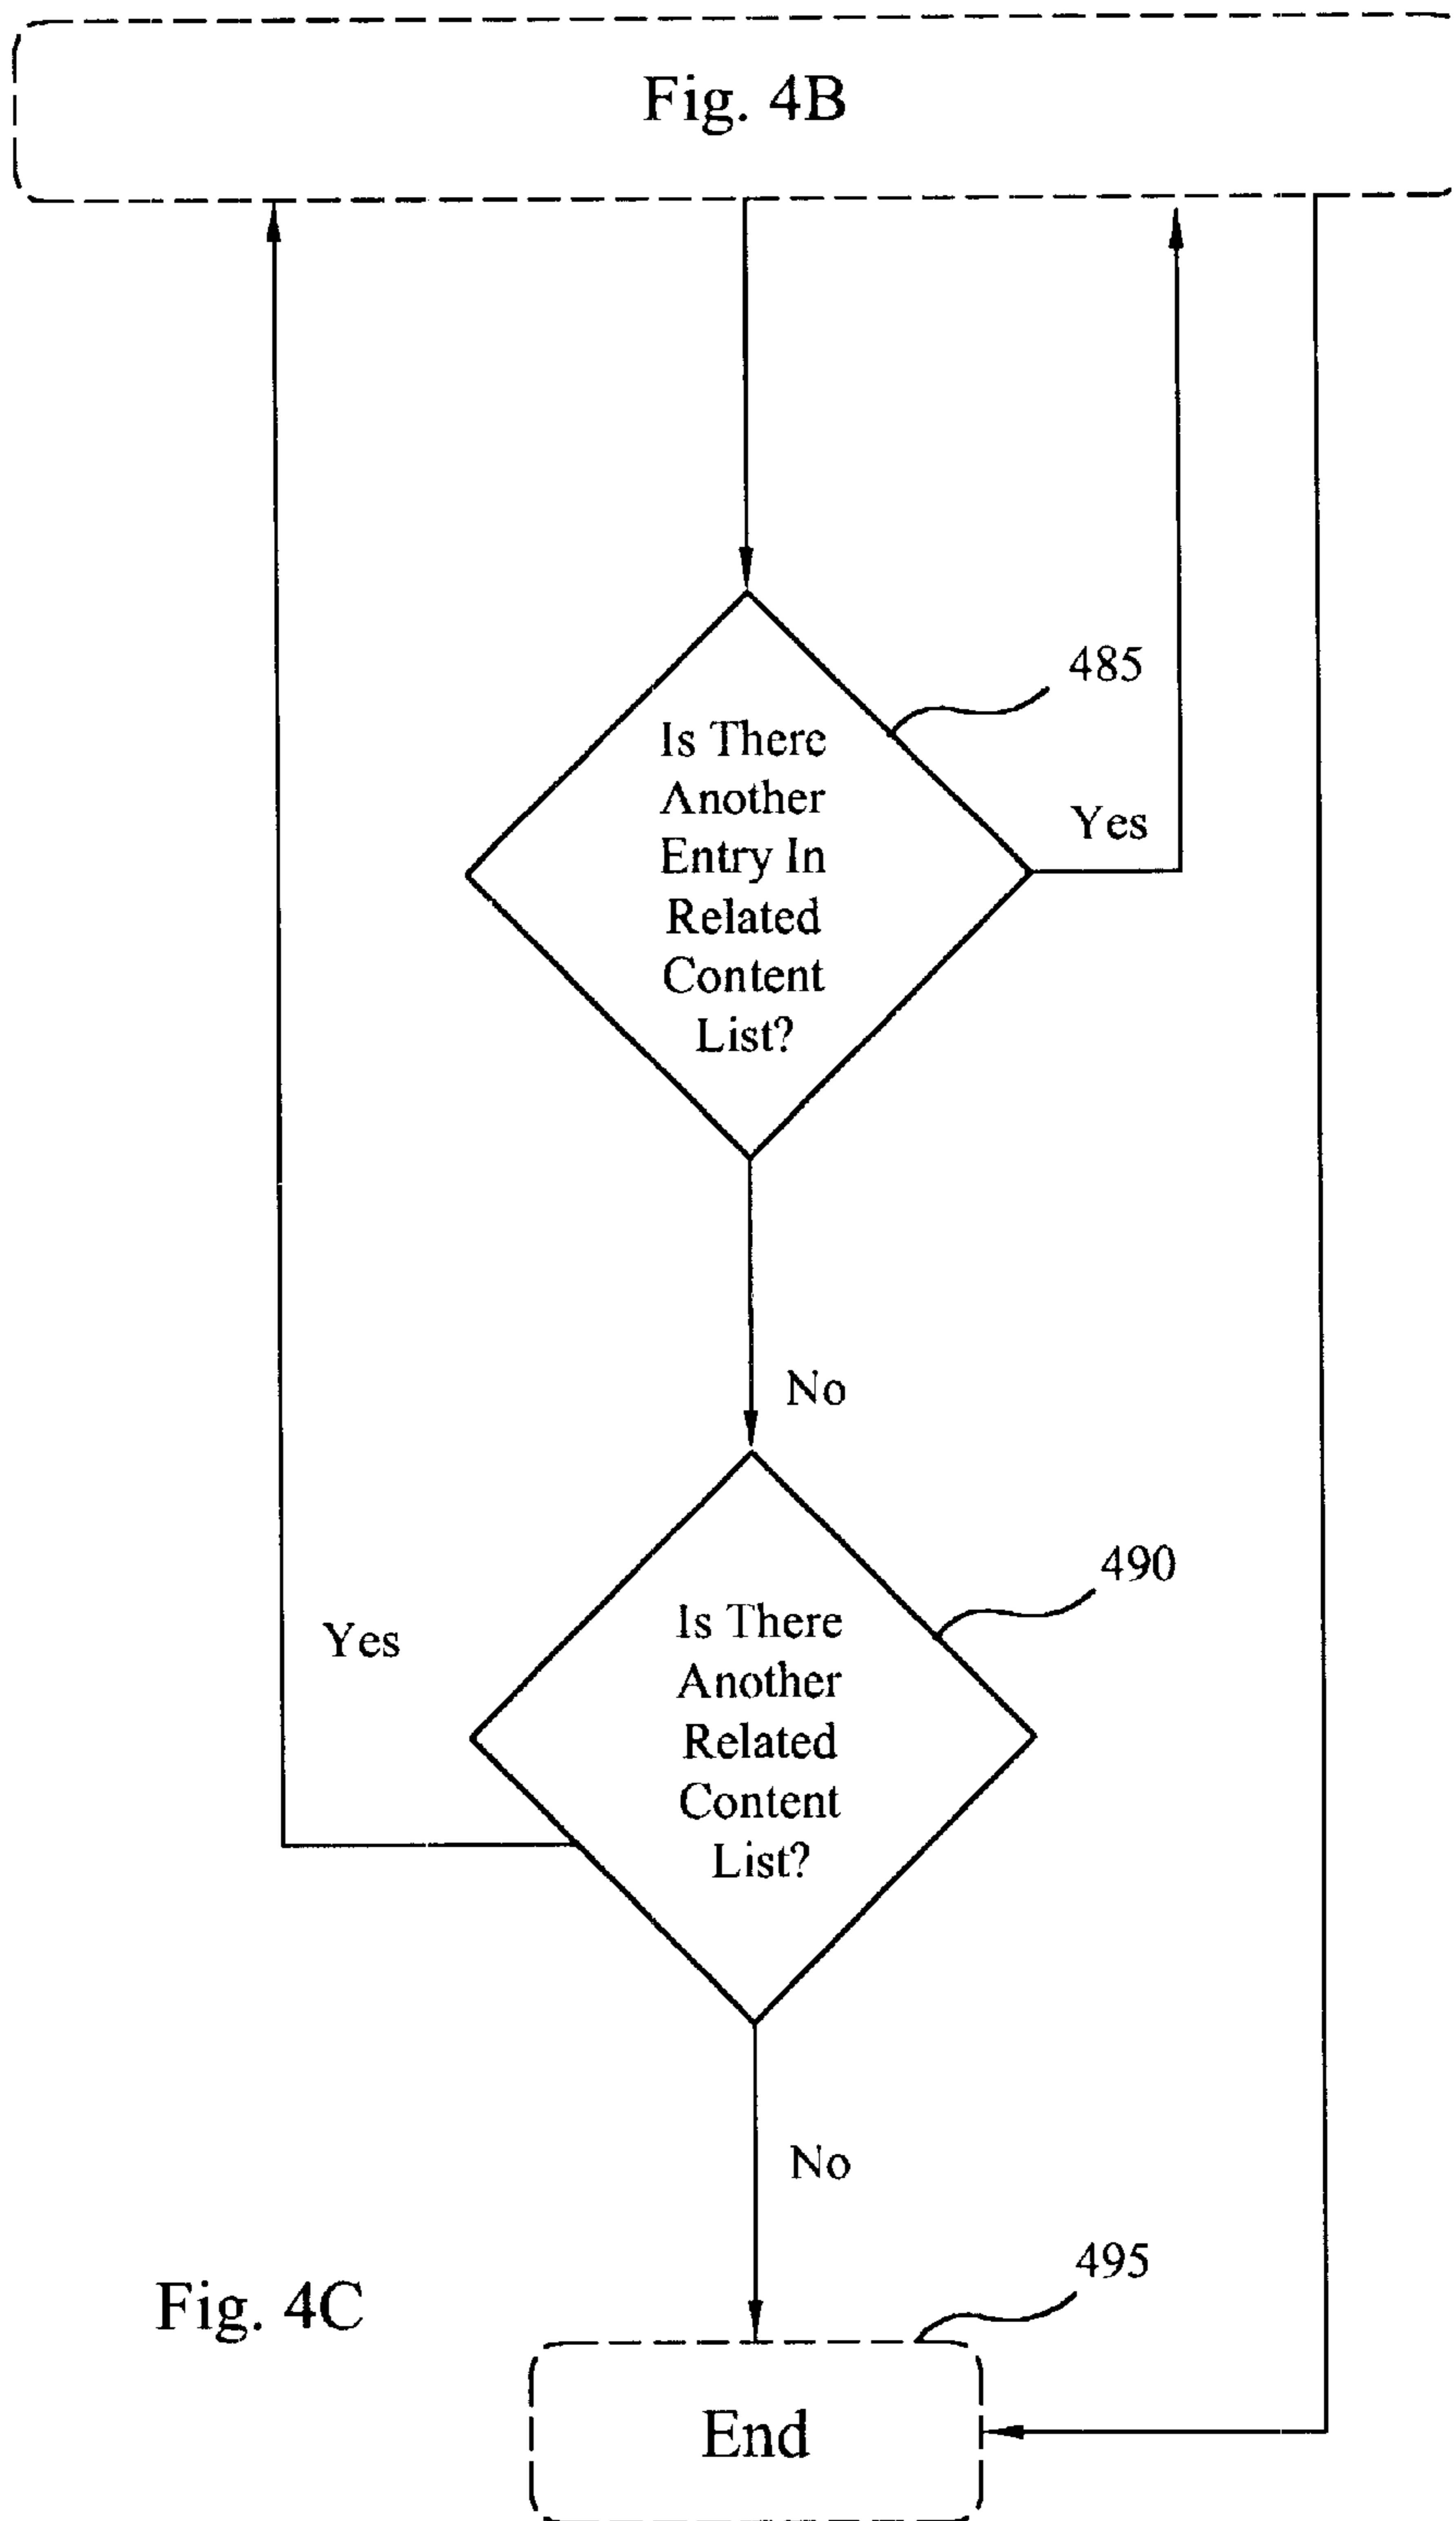 Fig. 4B
485
Is There
Another
Entry In
Related
Content
List?
Yes
No
490
Is There
Another
Related
Content
List?
Yes
No
495
Fig. 4C
End